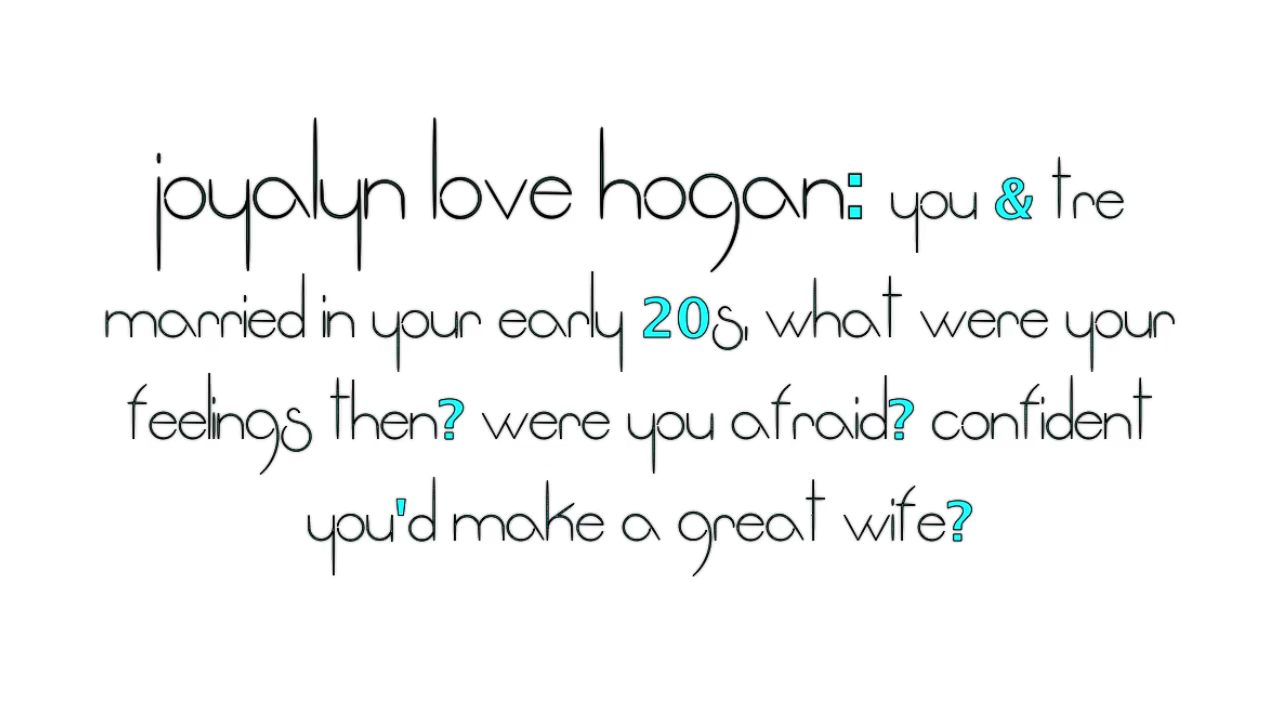 joyalyn love hogan: you & tre
married in your early 20s, what were your
feelings then? were you afraid? confident
you'd make a great wife?